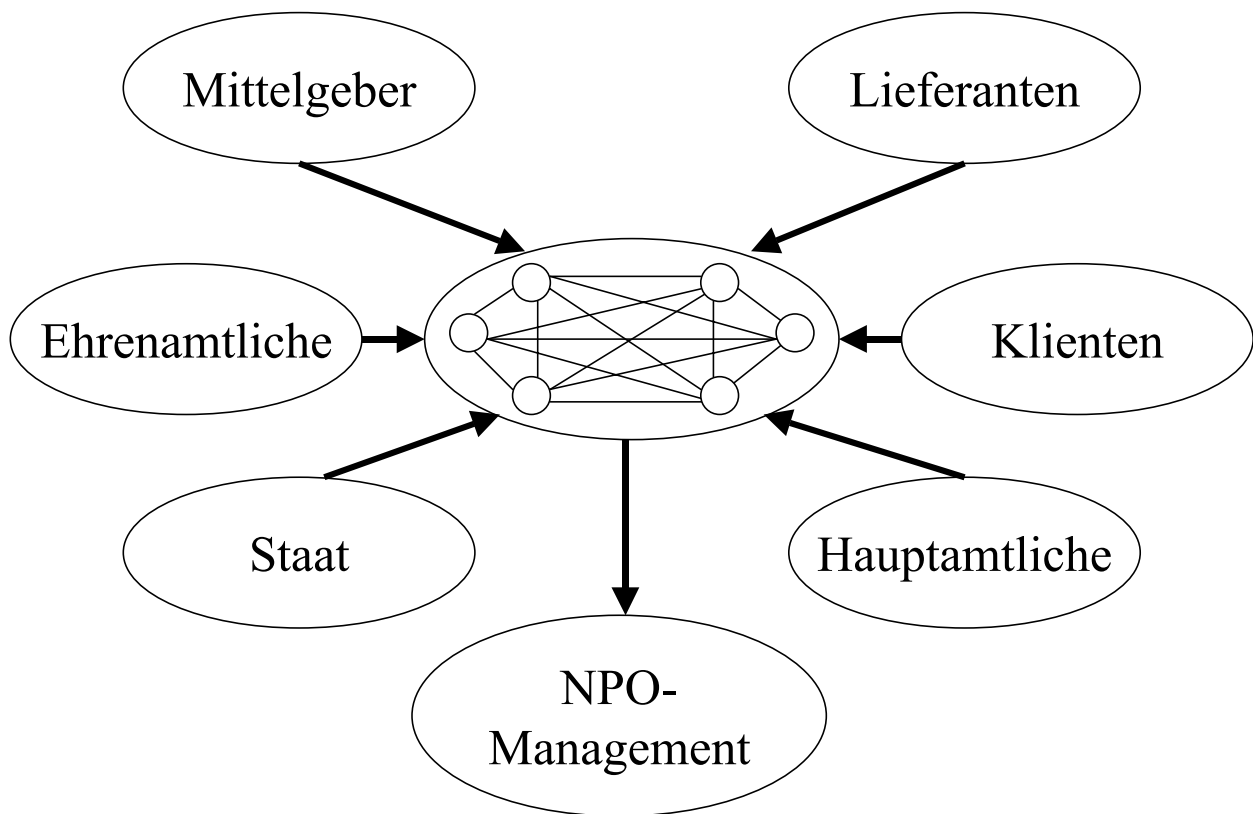 Mittelgeber
Lieferanten
Ehrenamtliche
Klienten
Staat
Hauptamtliche
NPO-
Management